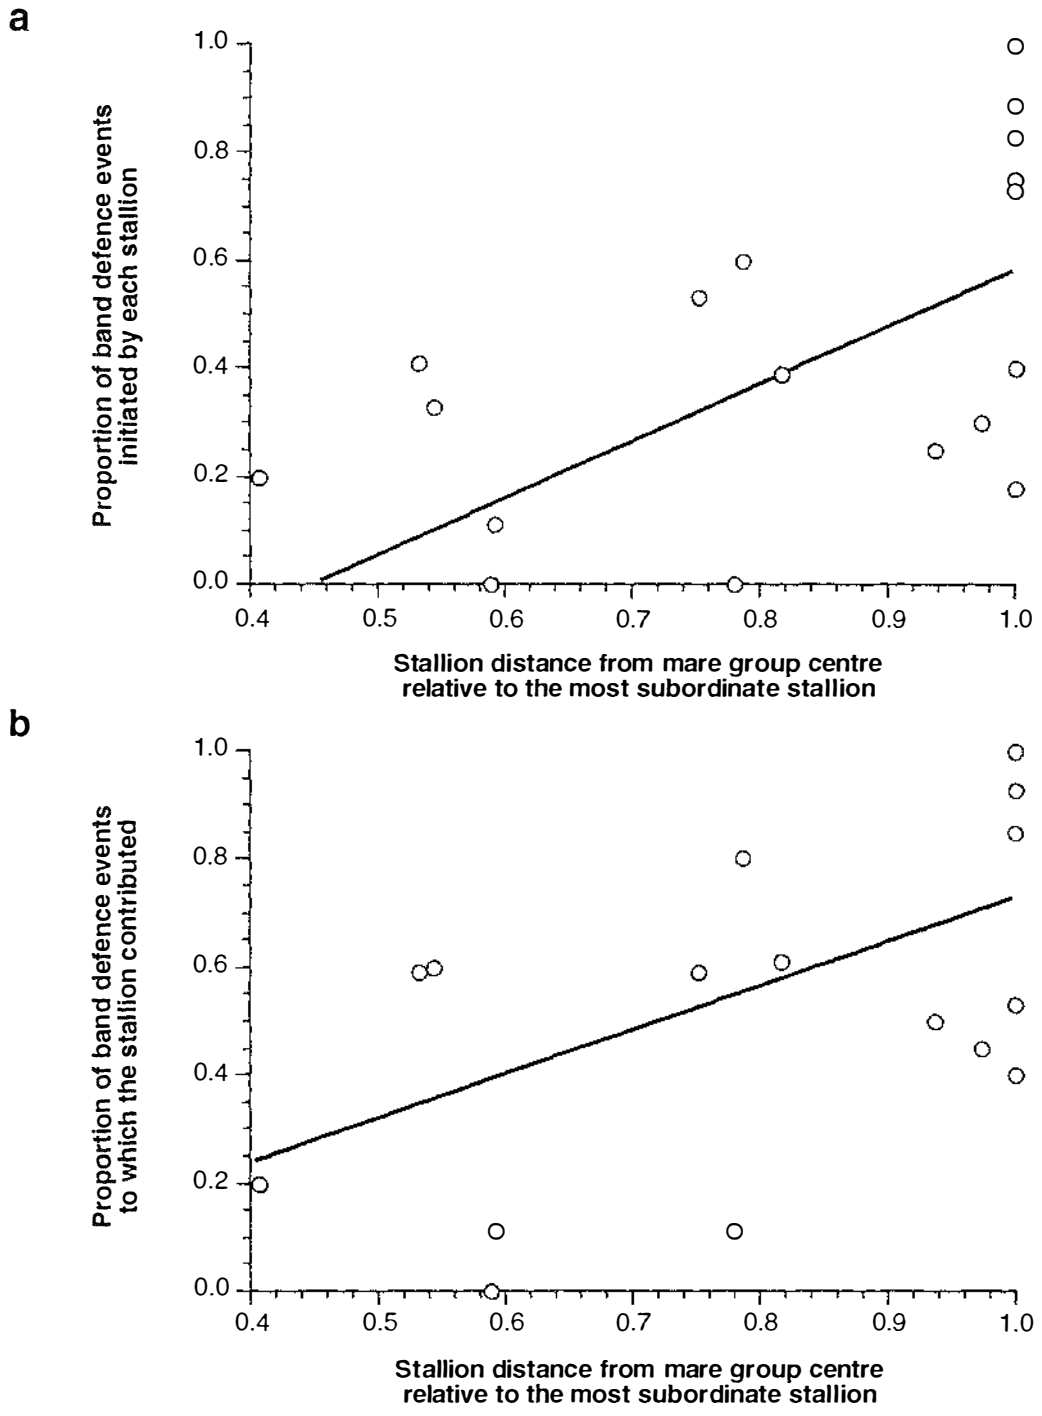 a
Proportion of band defence events
initiated by each stallion
1.0
0.8
0.6
0.4
0.2
0.0
0.4 0.5 0.6 0.7 0.8 0.9 1.0
Stallion distance from mare group centre
relative to the most subordinate stallion
b
Proportion of band defence events
to which the stallion contributed
1.0
0.8
0.6
0.4
0.2
0.0
0.4 0.5 0.6 0.7 0.8 0.9 1.0
Stallion distance from mare group centre
relative to the most subordinate stallion